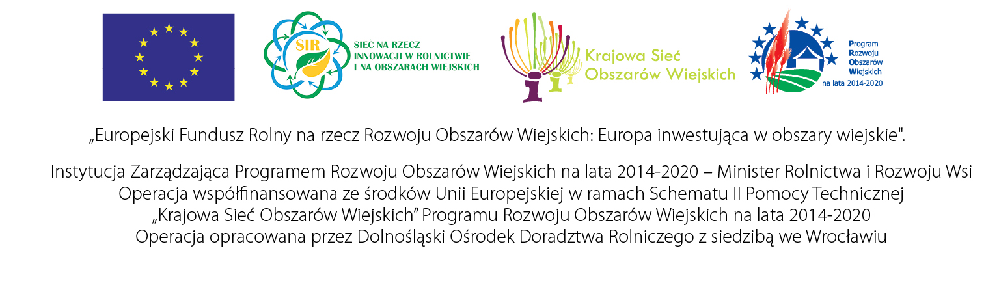 SIR
SIEĆ NA RZECZ
INNOWACJI W ROLNICTWIE
I NA OBSZARACH WIEJSKICH
Krajowa Sieć
Obszarów Wiejskich
Program
Rozwoju
Obszarów
Wiejskich
na lata 2014-2020
„Europejski Fundusz Rolny na rzecz Rozwoju Obszarów Wiejskich: Europa inwestująca w obszary wiejskie".
Instytucja Zarządzająca Programem Rozwoju Obszarów Wiejskich na lata 2014-2020 – Minister Rolnictwa i Rozwoju Wsi
Operacja współfinansowana ze środków Unii Europejskiej w ramach Schematu II Pomocy Technicznej
„Krajowa Sieć Obszarów Wiejskich” Programu Rozwoju Obszarów Wiejskich na lata 2014-2020
Operacja opracowana przez Dolnośląski Ośrodek Doradztwa Rolniczego z siedzibą we Wrocławiu